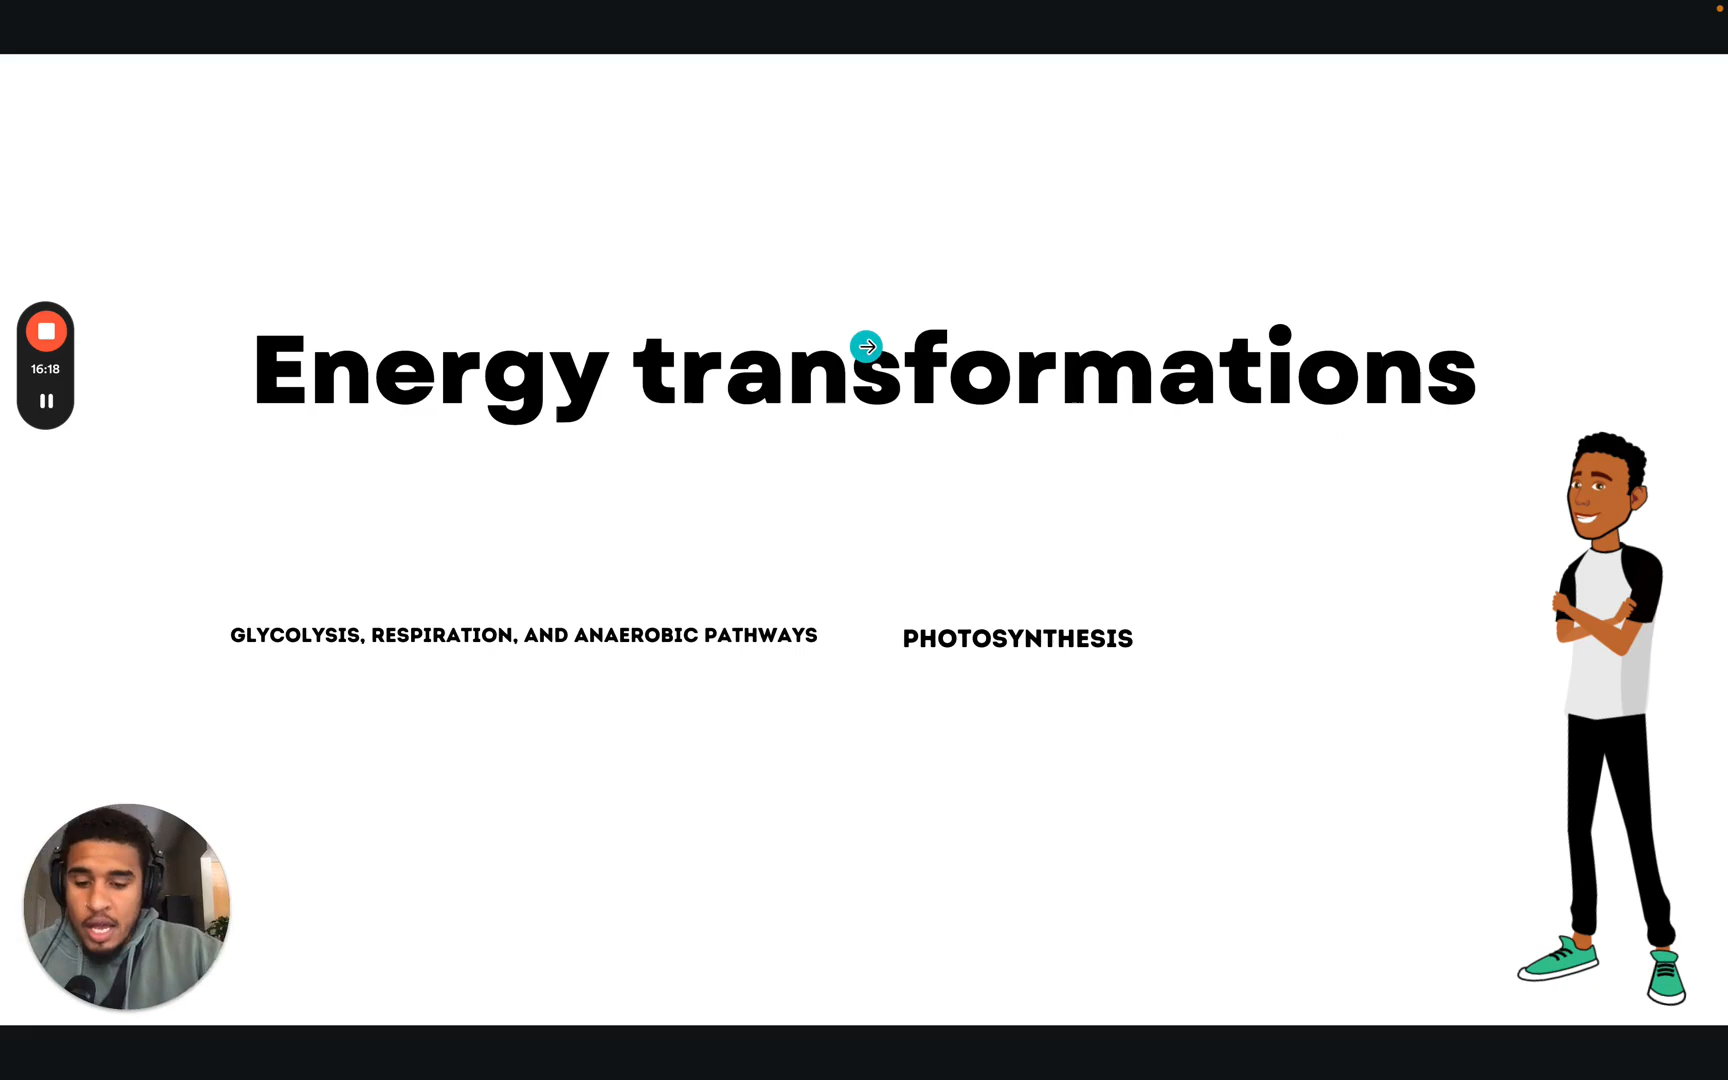 Energy transformations
16:18
GLYCOLYSIS, RESPIRATION, AND ANAEROBIC PATHWAYS
PHOTOSYNTHESIS